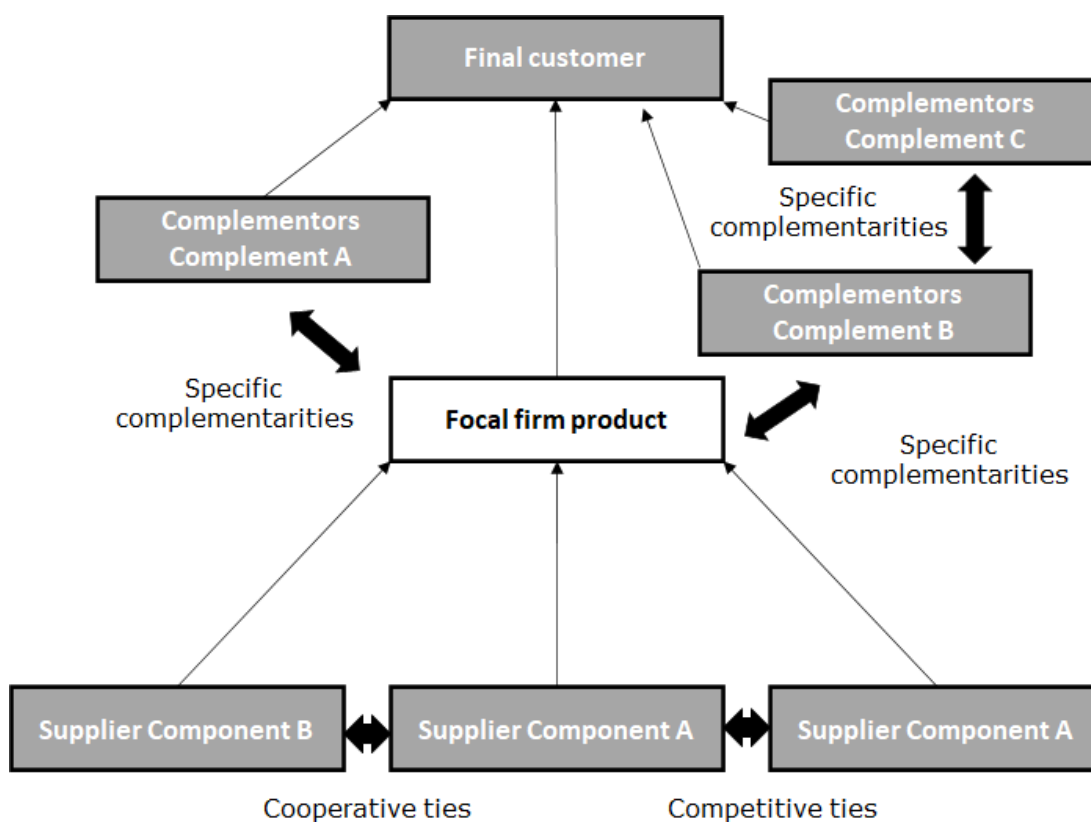 Final customer
Complementors
Complement C
Complementors
Complement A
Specific
complementarities
Complementors
Complement B
Specific
complementarities
Focal firm product
Specific
complementarities
Supplier Component B
Supplier Component A
Supplier Component A
Cooperative ties
Competitive ties